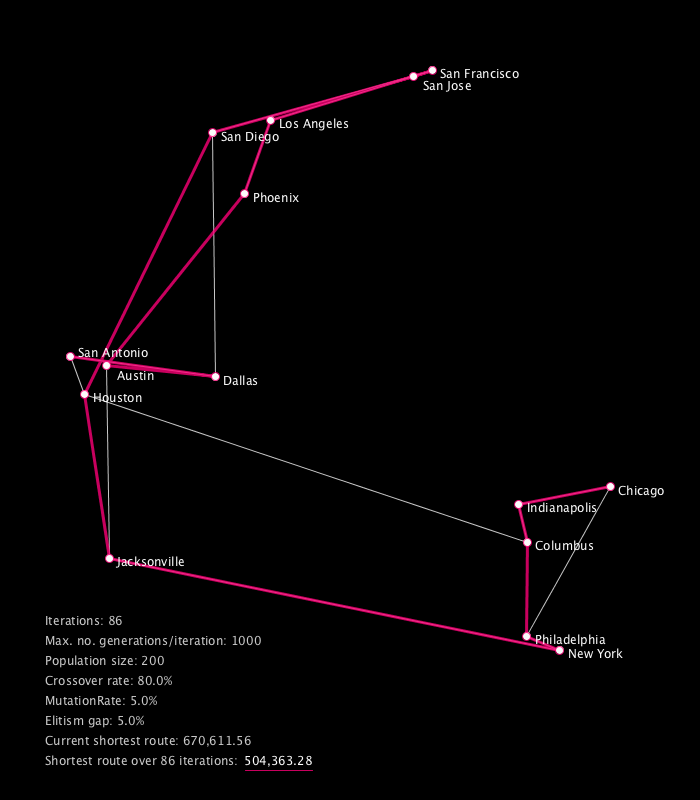 San Francisco
San Jose
Los Angeles
San Diego
Phoenix
San Antonio
Austin
Dallas
Houston
Chicago
Indianapolis
Columbus
Jacksonville
Philadelphia
New York
Iterations: 86
Max. no. generations/iteration: 1000
Population size: 200
Crossover rate: 80.0%
MutationRate: 5.0%
Elitism gap: 5.0%
Current shortest route: 670,611.56
Shortest route over 86 iterations: 504,363.28